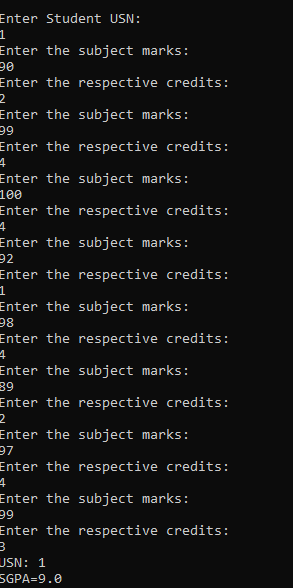 Enter Student USN:
1
Enter the subject marks:
90
Enter the respective credits:
2
Enter the subject marks:
99
Enter the respective credits:
4
Enter the subject marks:
100
Enter the respective credits:
4
Enter the subject marks:
92
Enter the respective credits:
1
Enter the subject marks:
98
Enter the respective credits:
4
Enter the subject marks:
89
Enter the respective credits:
2
Enter the subject marks:
97
Enter the respective credits:
4
Enter the subject marks:
99
Enter the respective credits:
3
USN: 1
SGPA=9.0